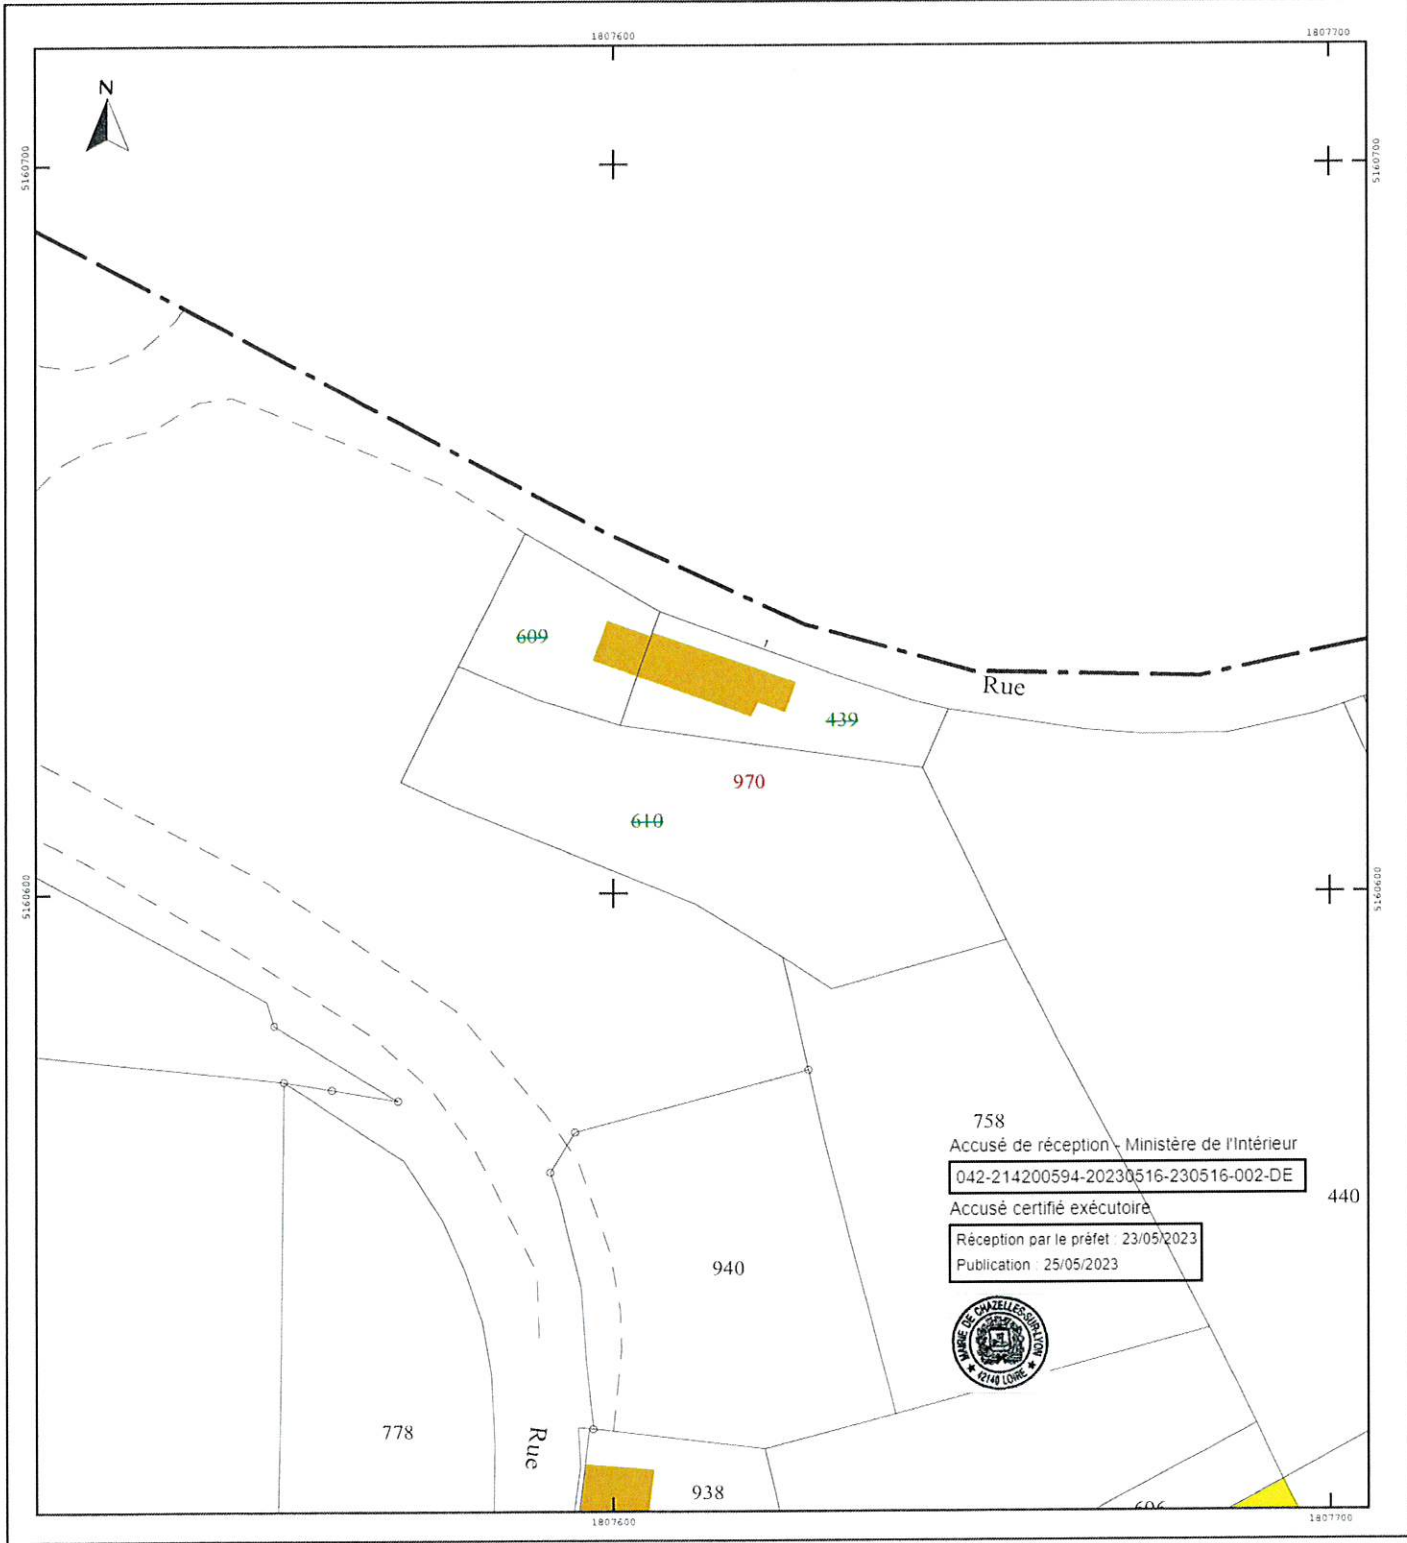 1807600
1807700
N
5160700
5160700
609
1
Rue
439
970
610
5160600
5160600
758
Accusé de réception - Ministère de l'Intérieur
042-214200594-20230516-230516-002-DE
440
Accusé certifié exécutoire
Réception par le préfet : 23/05/2023
Publication : 25/05/2023
940
MAIRIE DE CHAZELLES-SUR-LYON
42140 LOIRE
778
Rue
938
1807600
1807700